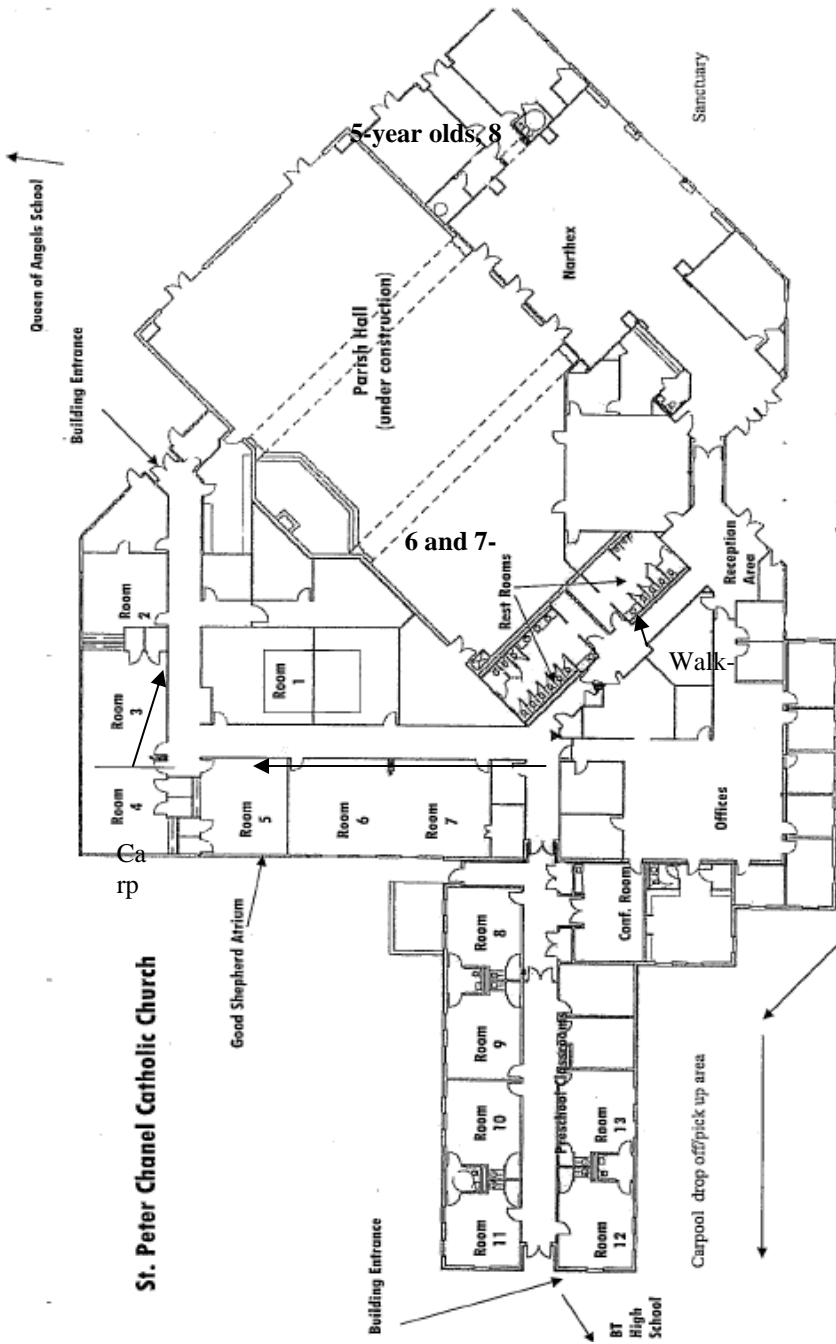 St. Peter Chanel Catholic Church
Queen of Angels School
Building Entrance
Sanctuary
5-year olds, 8
Narthex
Parish Hall
(under construction)
6 and 7-
Rest Rooms
Reception
Area
Walk-
Room
2
Room
3
Room
4
Room
1
Room
5
Room
6
Room
7
Ca
rp
Good Shepherd Atrium
Offices
Conf. Room
Room
8
Room
9
Room
10
Room
11
Preschool Classrooms
Room
13
Room
12
Building Entrance
BT
High
School
Carpool drop off/pick up area